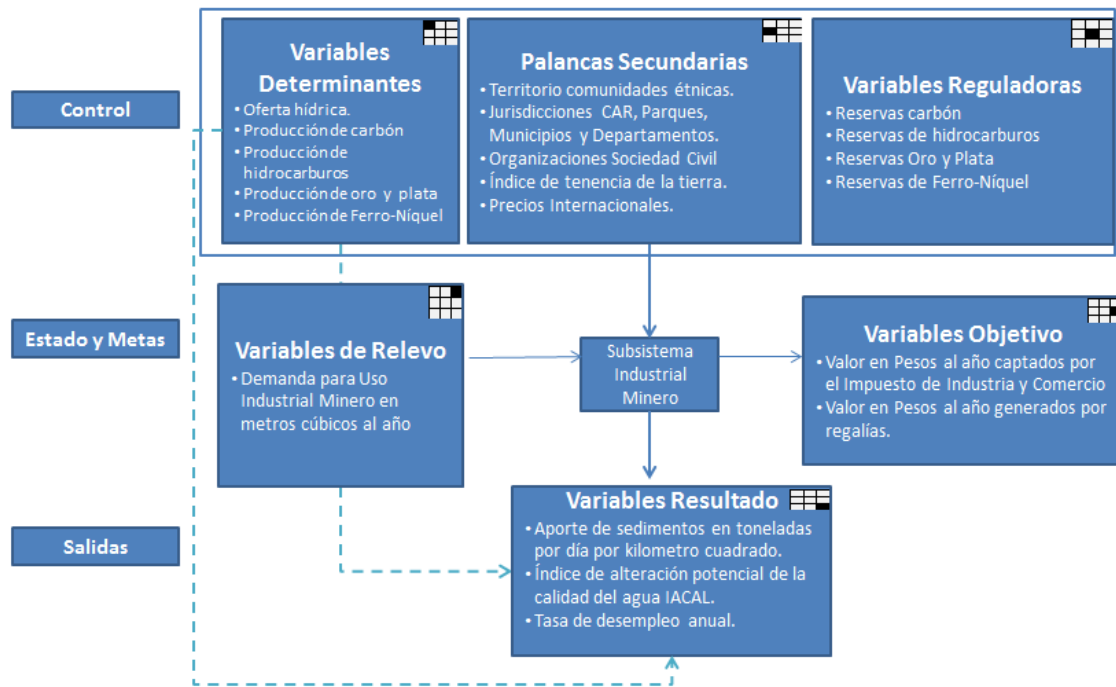 Control
Variables
Determinantes
• Oferta hídrica.
• Producción de carbón
• Producción de
hidrocarburos
• Producción de oro y plata
• Producción de Ferro-Níquel
Palancas Secundarias
• Territorio comunidades étnicas.
• Jurisdicciones CAR, Parques,
Municipios y Departamentos.
• Organizaciones Sociedad Civil
• Índice de tenencia de la tierra.
• Precios Internacionales.
Variables Reguladoras
• Reservas carbón
• Reservas de hidrocarburos
• Reservas Oro y Plata
• Reservas de Ferro-Níquel
Estado y Metas
Variables de Relevo
• Demanda para Uso
Industrial Minero en
metros cúbicos al año
Subsistema
Industrial
Minero
Variables Objetivo
• Valor en Pesos al año captados por
el Impuesto de Industria y Comercio
• Valor en Pesos al año generados por
regalías.
Salidas
Variables Resultado
• Aporte de sedimentos en toneladas
por día por kilometro cuadrado.
• Índice de alteración potencial de la
calidad del agua IACAL.
• Tasa de desempleo anual.